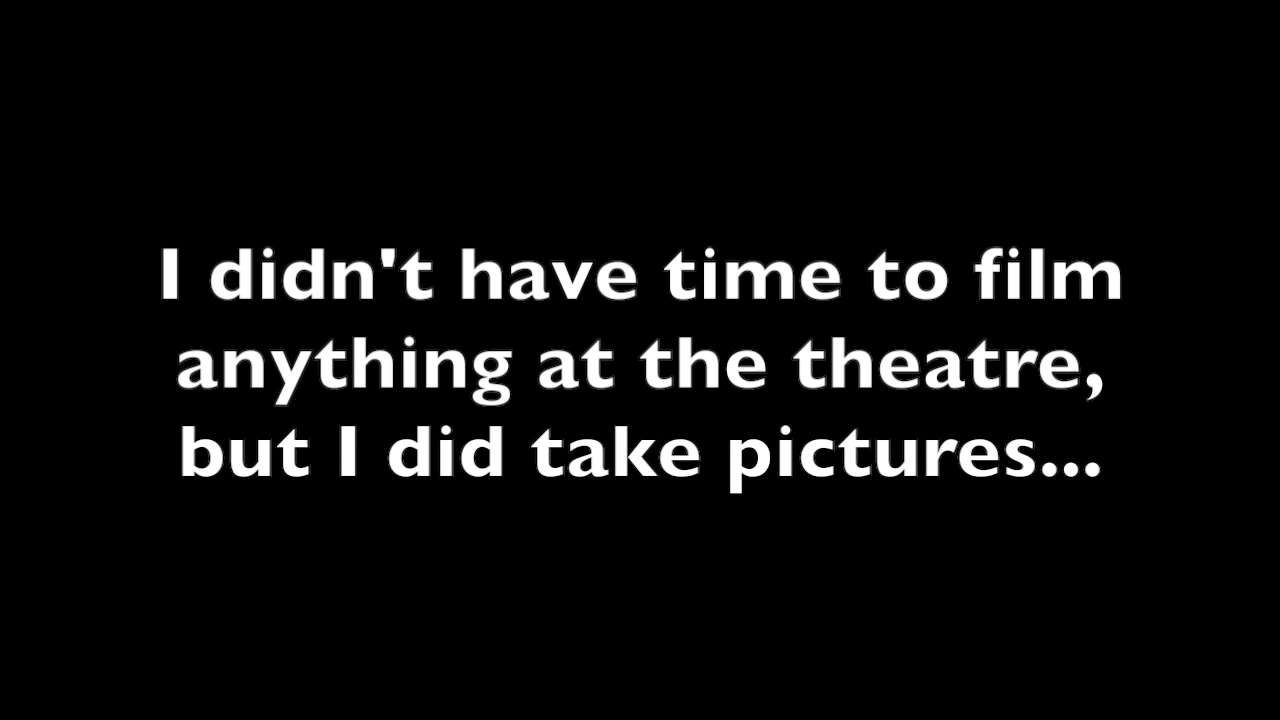 I didn't have time to film
anything at the theatre,
but I did take pictures...